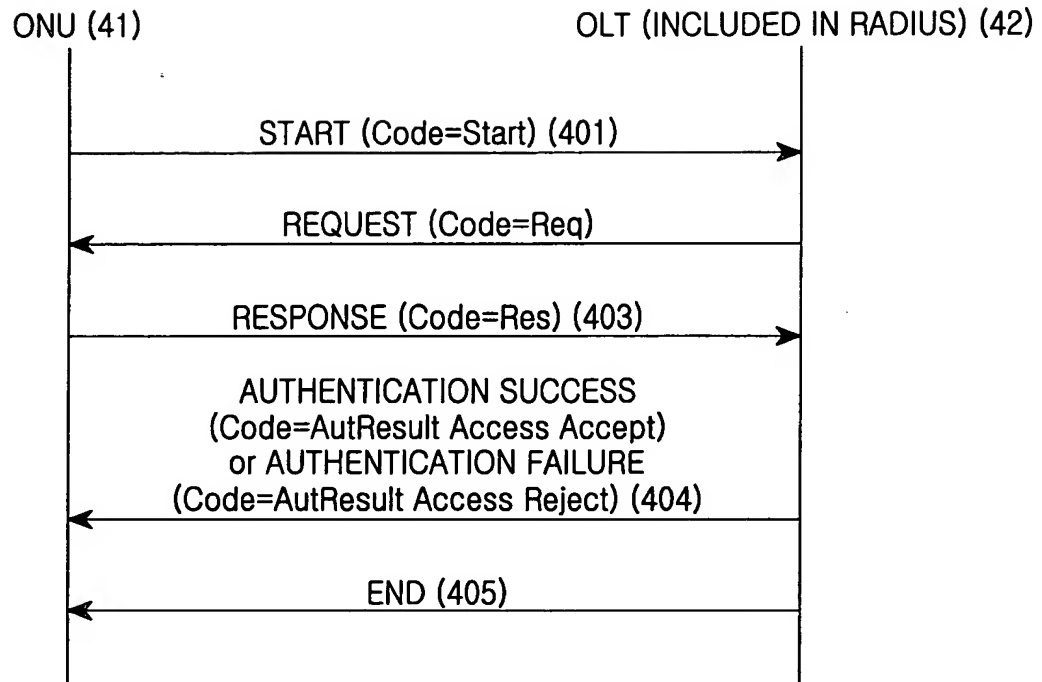 ONU (41)
OLT (INCLUDED IN RADIUS) (42)
START (Code=Start) (401)
REQUEST (Code=Req)
RESPONSE (Code=Res) (403)
AUTHENTICATION SUCCESS
(Code=AutResult Access Accept)
or AUTHENTICATION FAILURE
(Code=AutResult Access Reject) (404)
END (405)